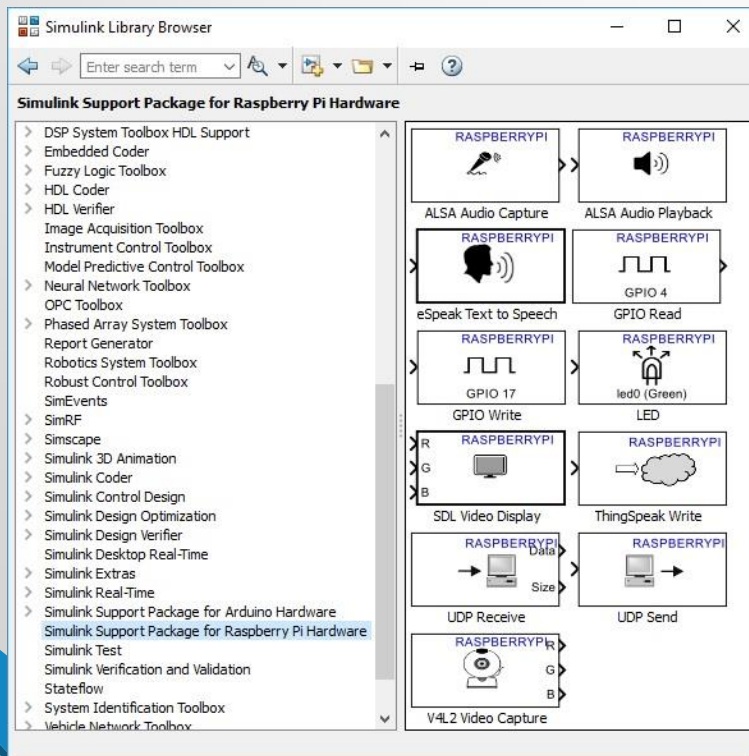 Simulink Library Browser
Enter search term
Simulink Support Package for Raspberry Pi Hardware
DSP System Toolbox HDL Support
Embedded Coder
Fuzzy Logic Toolbox
HDL Coder
HDL Verifier
Image Acquisition Toolbox
Instrument Control Toolbox
Model Predictive Control Toolbox
Neural Network Toolbox
OPC Toolbox
Phased Array System Toolbox
Report Generator
Robotics System Toolbox
Robust Control Toolbox
SimEvents
SimRF
Simscape
Simulink 3D Animation
Simulink Coder
Simulink Control Design
Simulink Design Optimization
Simulink Design Verifier
Simulink Desktop Real-Time
Simulink Extras
Simulink Real-Time
Simulink Support Package for Arduino Hardware
Simulink Support Package for Raspberry Pi Hardware
Simulink Test
Simulink Verification and Validation
Stateflow
System Identification Toolbox
Vehicle Network Toolbox
RASPBERRYPI
ALSA Audio Capture
RASPBERRYPI
ALSA Audio Playback
RASPBERRYPI
eSpeak Text to Speech
RASPBERRYPI
GPIO 4
GPIO Read
RASPBERRYPI
GPIO 17
GPIO Write
RASPBERRYPI
led0 (Green)
LED
RASPBERRYPI
R
G
B
SDL Video Display
RASPBERRYPI
ThingSpeak Write
RASPBERRYPI
Data
Size
UDP Receive
RASPBERRYPI
UDP Send
RASPBERRYPI
R
G
B
V4L2 Video Capture